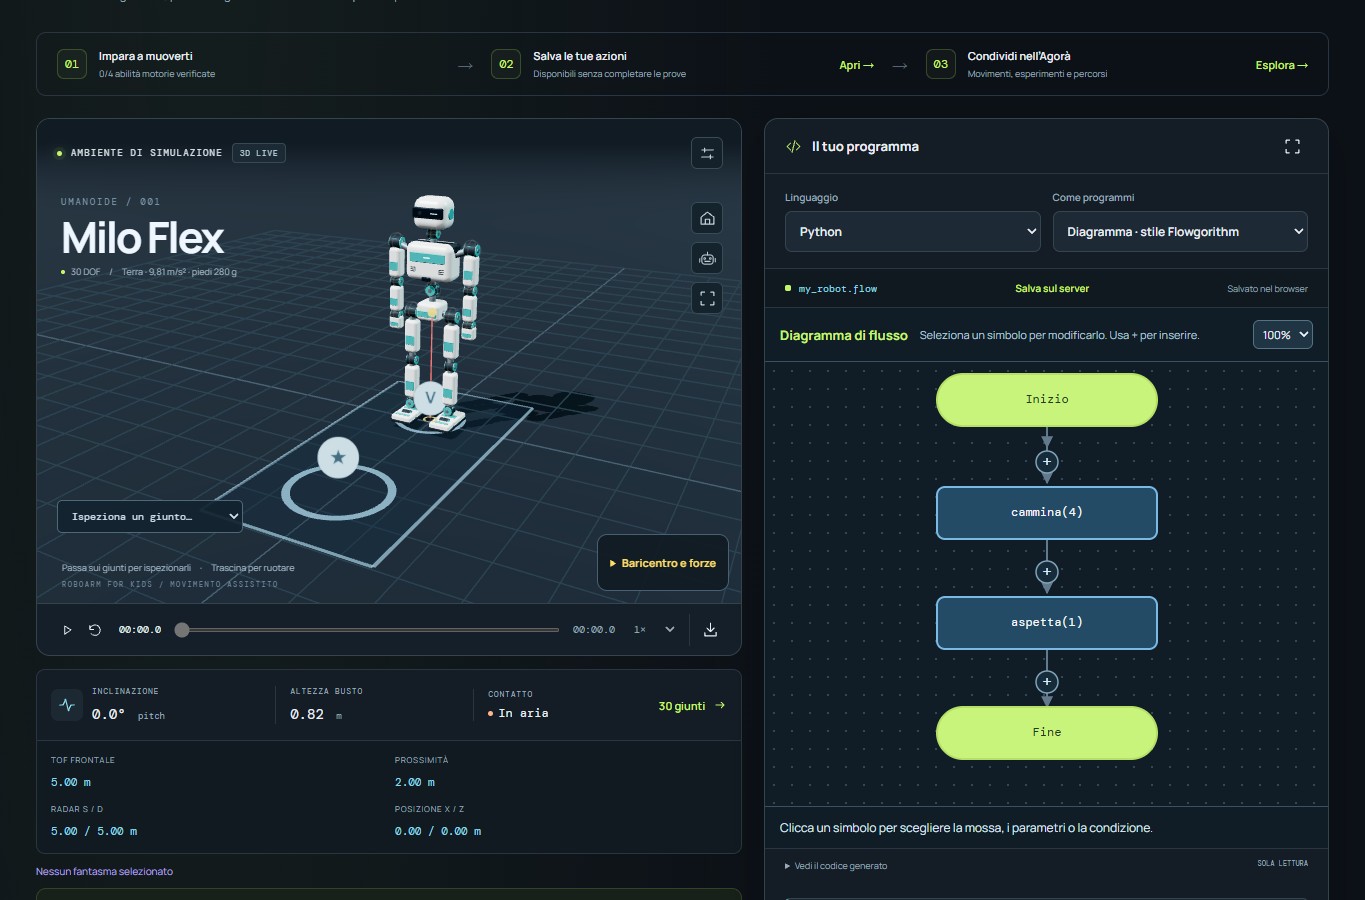 01
Impara a muoverti
0/4 abilità motorie verificate
→
02
Salva le tue azioni
Disponibili senza completare le prove
Apri →
→
03
Condividi nell'Agorà
Movimenti, esperimenti e percorsi
Esplora →
AMBIENTE DI SIMULAZIONE
3D LIVE
UMANOIDE / 001
Milo Flex
30 DOF / Terra · 9,81 m/s² · piedi 280 g
V
★
Ispeziona un giunto…
Passa sui giunti per ispezionarli · Trascina per ruotare
ROBOARM FOR KIDS / MOVIMENTO ASSISTITO
Baricentro e forze
00:00.0
00:00.0
1×
INCLINAZIONE
0.0° pitch
ALTEZZA BUSTO
0.82 m
CONTATTO
In aria
30 giunti →
TOF FRONTALE
5.00 m
PROSSIMITÀ
2.00 m
RADAR S / D
5.00 / 5.00 m
POSIZIONE X / Z
0.00 / 0.00 m
Nessun fantasma selezionato
Il tuo programma
Linguaggio
Python
Come programmi
Diagramma · stile Flowgorithm
my_robot.flow
Salva sul server
Salvato nel browser
Diagramma di flusso
Seleziona un simbolo per modificarlo. Usa + per inserire.
100%
Inizio
+
cammina(4)
+
aspetta(1)
+
Fine
Clicca un simbolo per scegliere la mossa, i parametri o la condizione.
Vedi il codice generato
SOLA LETTURA